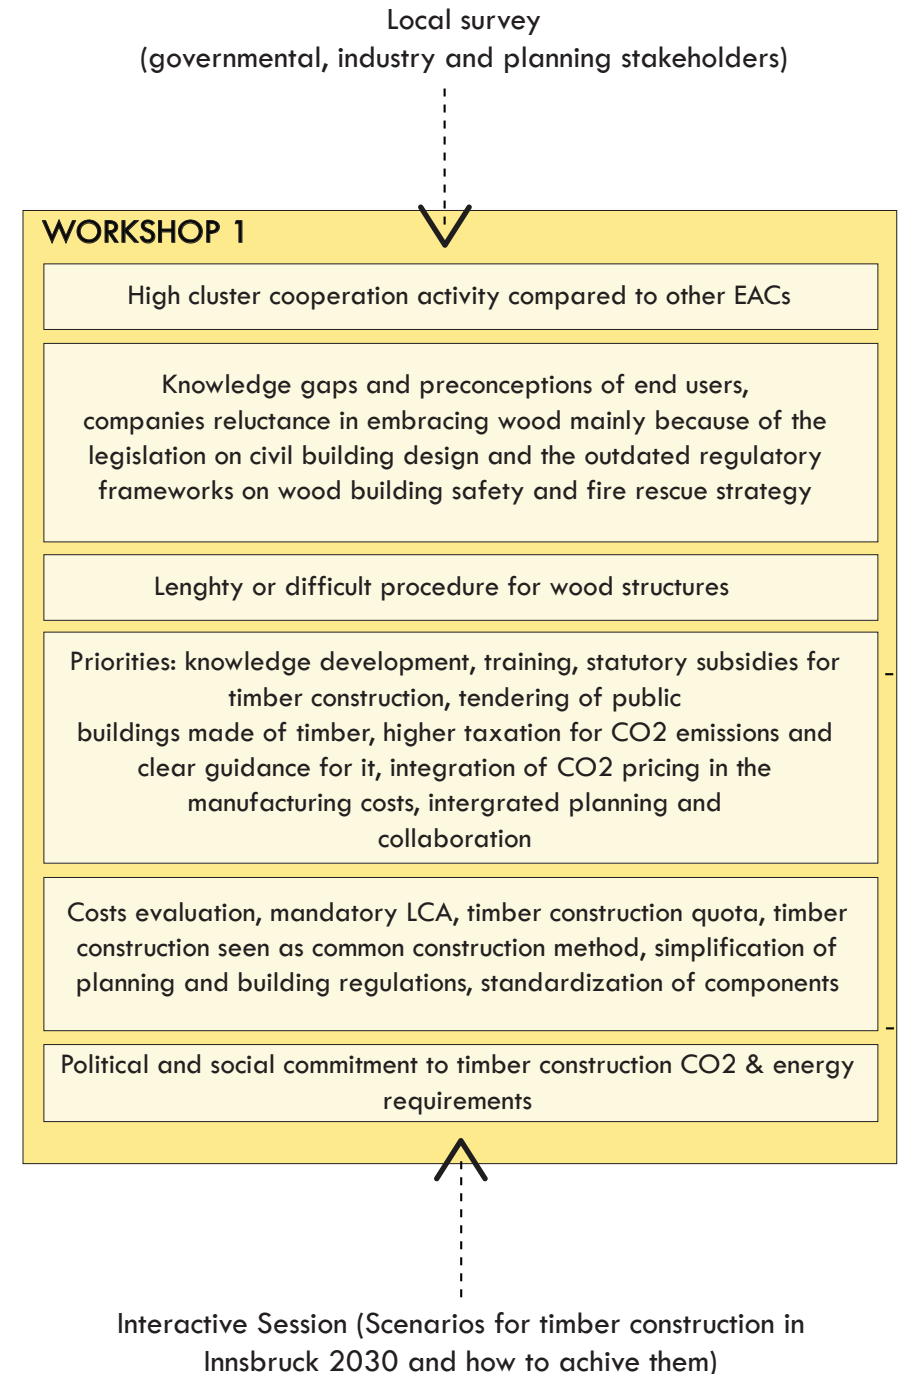 Local survey
(governmental, industry and planning stakeholders)
WORKSHOP 1
High cluster cooperation activity compared to other EACs
Knowledge gaps and preconceptions of end users,
companies reluctance in embracing wood mainly because of the
legislation on civil building design and the outdated regulatory
frameworks on wood building safety and fire rescue strategy
Lenghty or difficult procedure for wood structures
Priorities: knowledge development, training, statutory subsidies for
timber construction, tendering of public
buildings made of timber, higher taxation for CO2 emissions and
clear guidance for it, integration of CO2 pricing in the
manufacturing costs, intergrated planning and
collaboration
Costs evaluation, mandatory LCA, timber construction quota, timber
construction seen as common construction method, simplification of
planning and building regulations, standardization of components
Political and social commitment to timber construction CO2 & energy
requirements
Interactive Session (Scenarios for timber construction in
Innsbruck 2030 and how to achive them)